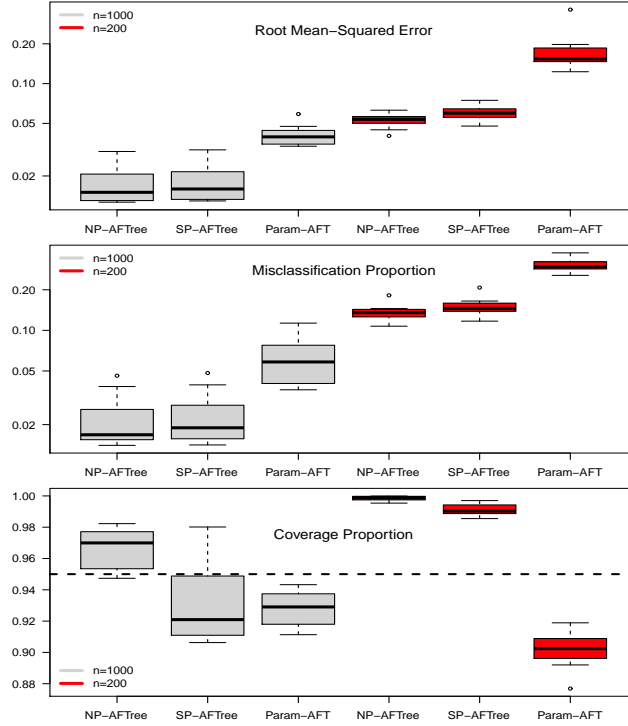 n=1000
n=200
Root Mean−Squared Error
0.20
0.10
0.05
0.02
NP−AFTree SP−AFTree Param−AFT NP−AFTree SP−AFTree Param−AFT
n=1000
n=200
Misclassification Proportion
0.20
0.10
0.05
0.02
NP−AFTree SP−AFTree Param−AFT NP−AFTree SP−AFTree Param−AFT
1.00
0.98
Coverage Proportion
0.96
0.94
0.92
0.90
0.88
n=1000
n=200
NP−AFTree SP−AFTree Param−AFT NP−AFTree SP−AFTree Param−AFT